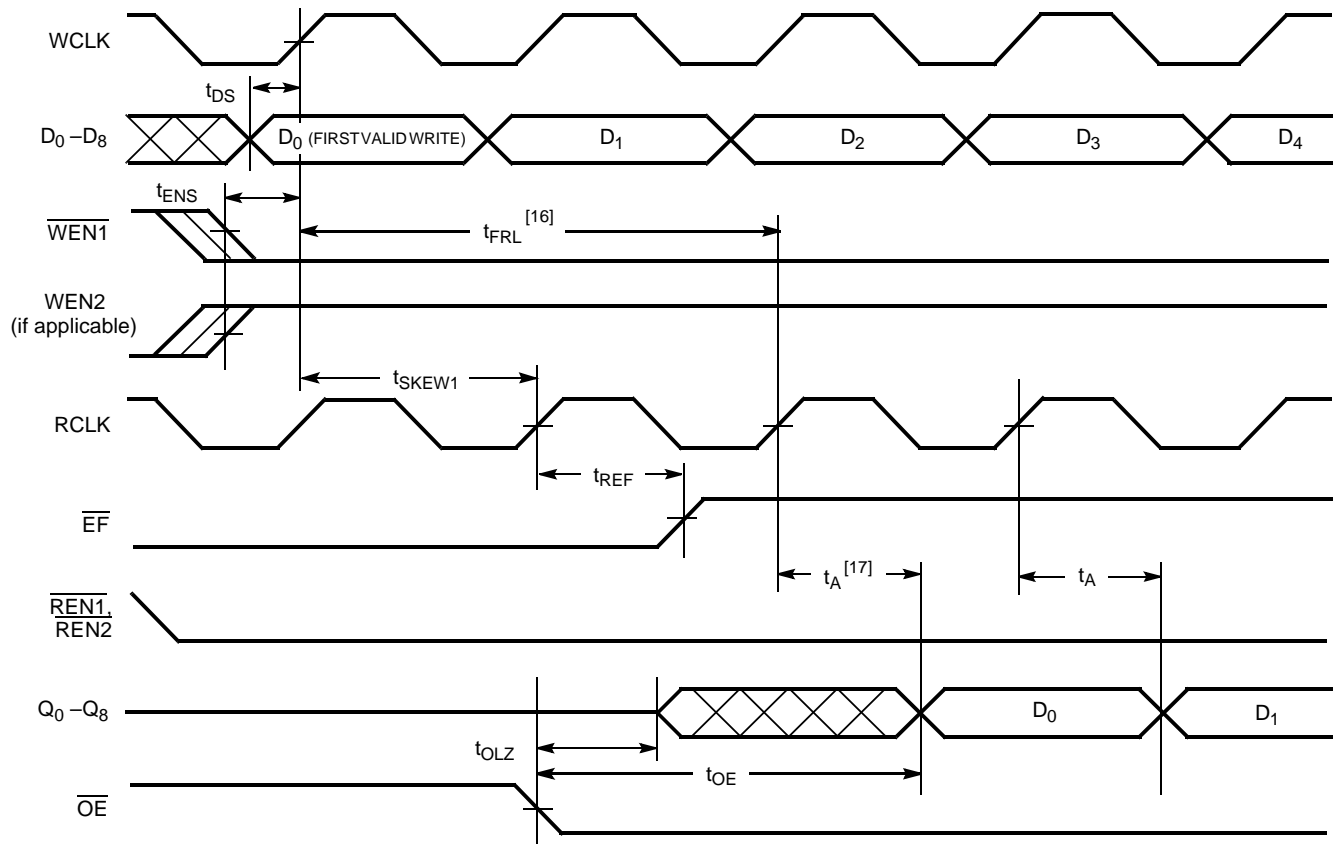 WCLK
tDS
D0 –D8
D0 (FIRST VALID WRITE)
D1
D2
D3
D4
tENS
WEN1
tFRL [16]
WEN2
(if applicable)
tSKEW1
RCLK
tREF
EF
tA [17]
tA
REN1,
REN2
Q0 –Q8
D0
D1
tOLZ
tOE
OE